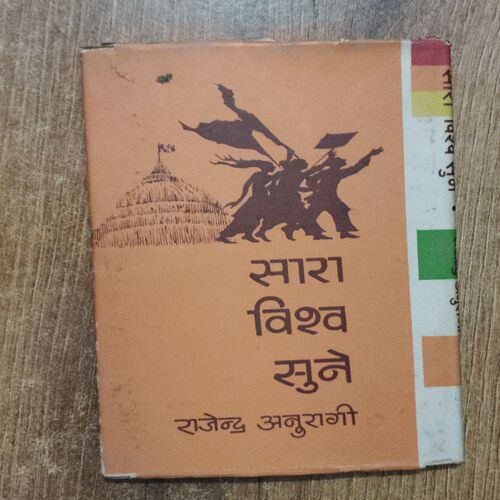 सारा
विश्व
सुने
राजेन्द्र अनुरागी
सारा विश्व सुने